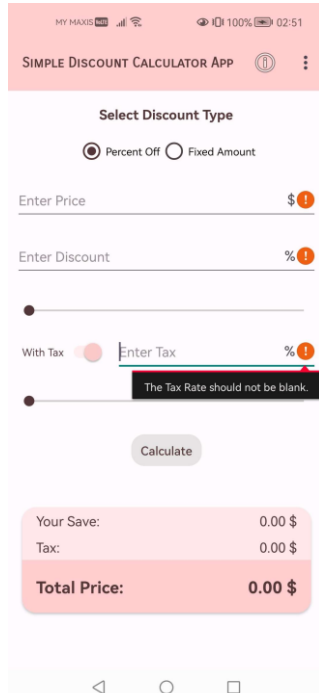 MY MAXIS VoLTE 100% 02:51
SIMPLE DISCOUNT CALCULATOR APP
Select Discount Type
Percent Off Fixed Amount
Enter Price $ !
Enter Discount % !
With Tax Enter Tax % !
The Tax Rate should not be blank.
Calculate
Your Save: 0.00 $
Tax: 0.00 $
Total Price: 0.00 $